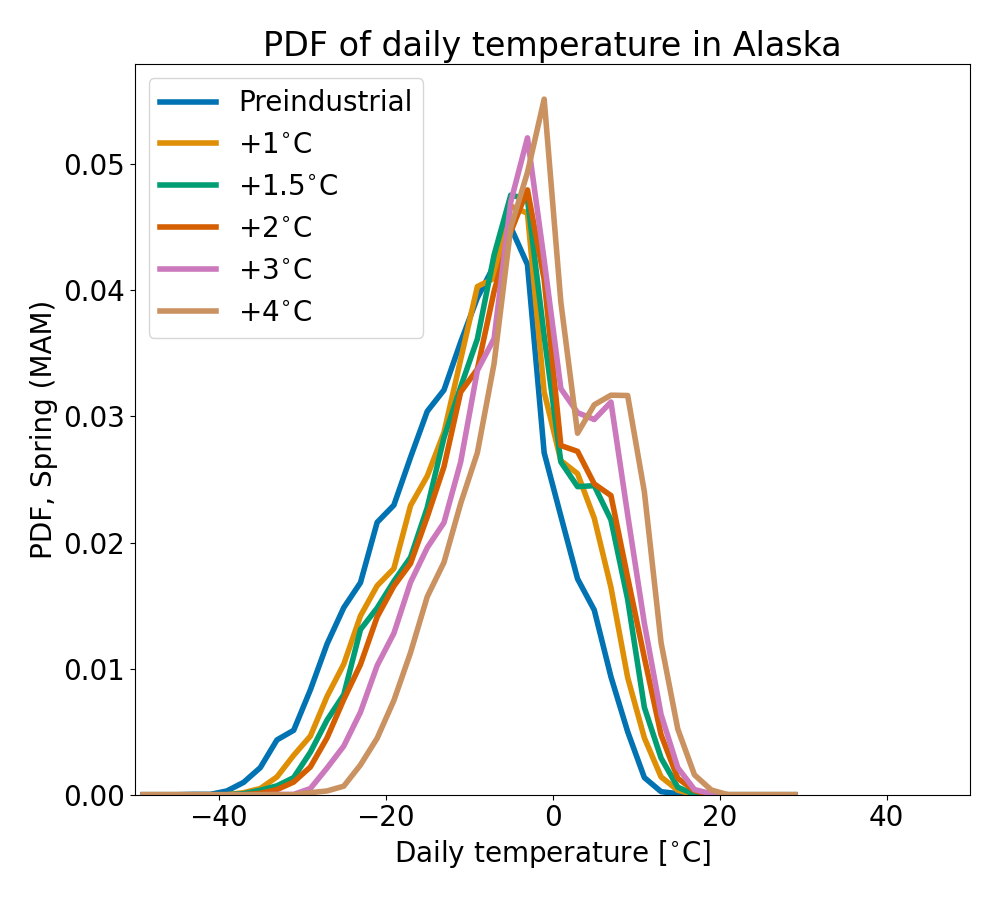 PDF of daily temperature in Alaska
Preindustrial
+1°C
+1.5°C
+2°C
+3°C
+4°C
PDF, Spring (MAM)
0.05
0.04
0.03
0.02
0.01
0.00
−40
−20
0
20
40
Daily temperature [°C]